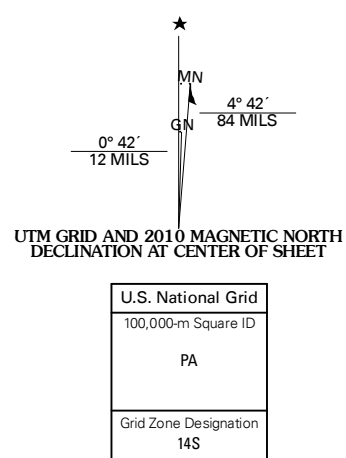 MN
4° 42´
84 MILS
GN
0° 42´
12 MILS
UTM GRID AND 2010 MAGNETIC NORTH
DECLINATION AT CENTER OF SHEET
U.S. National Grid
100,000-m Square ID
PA
Grid Zone Designation
14S